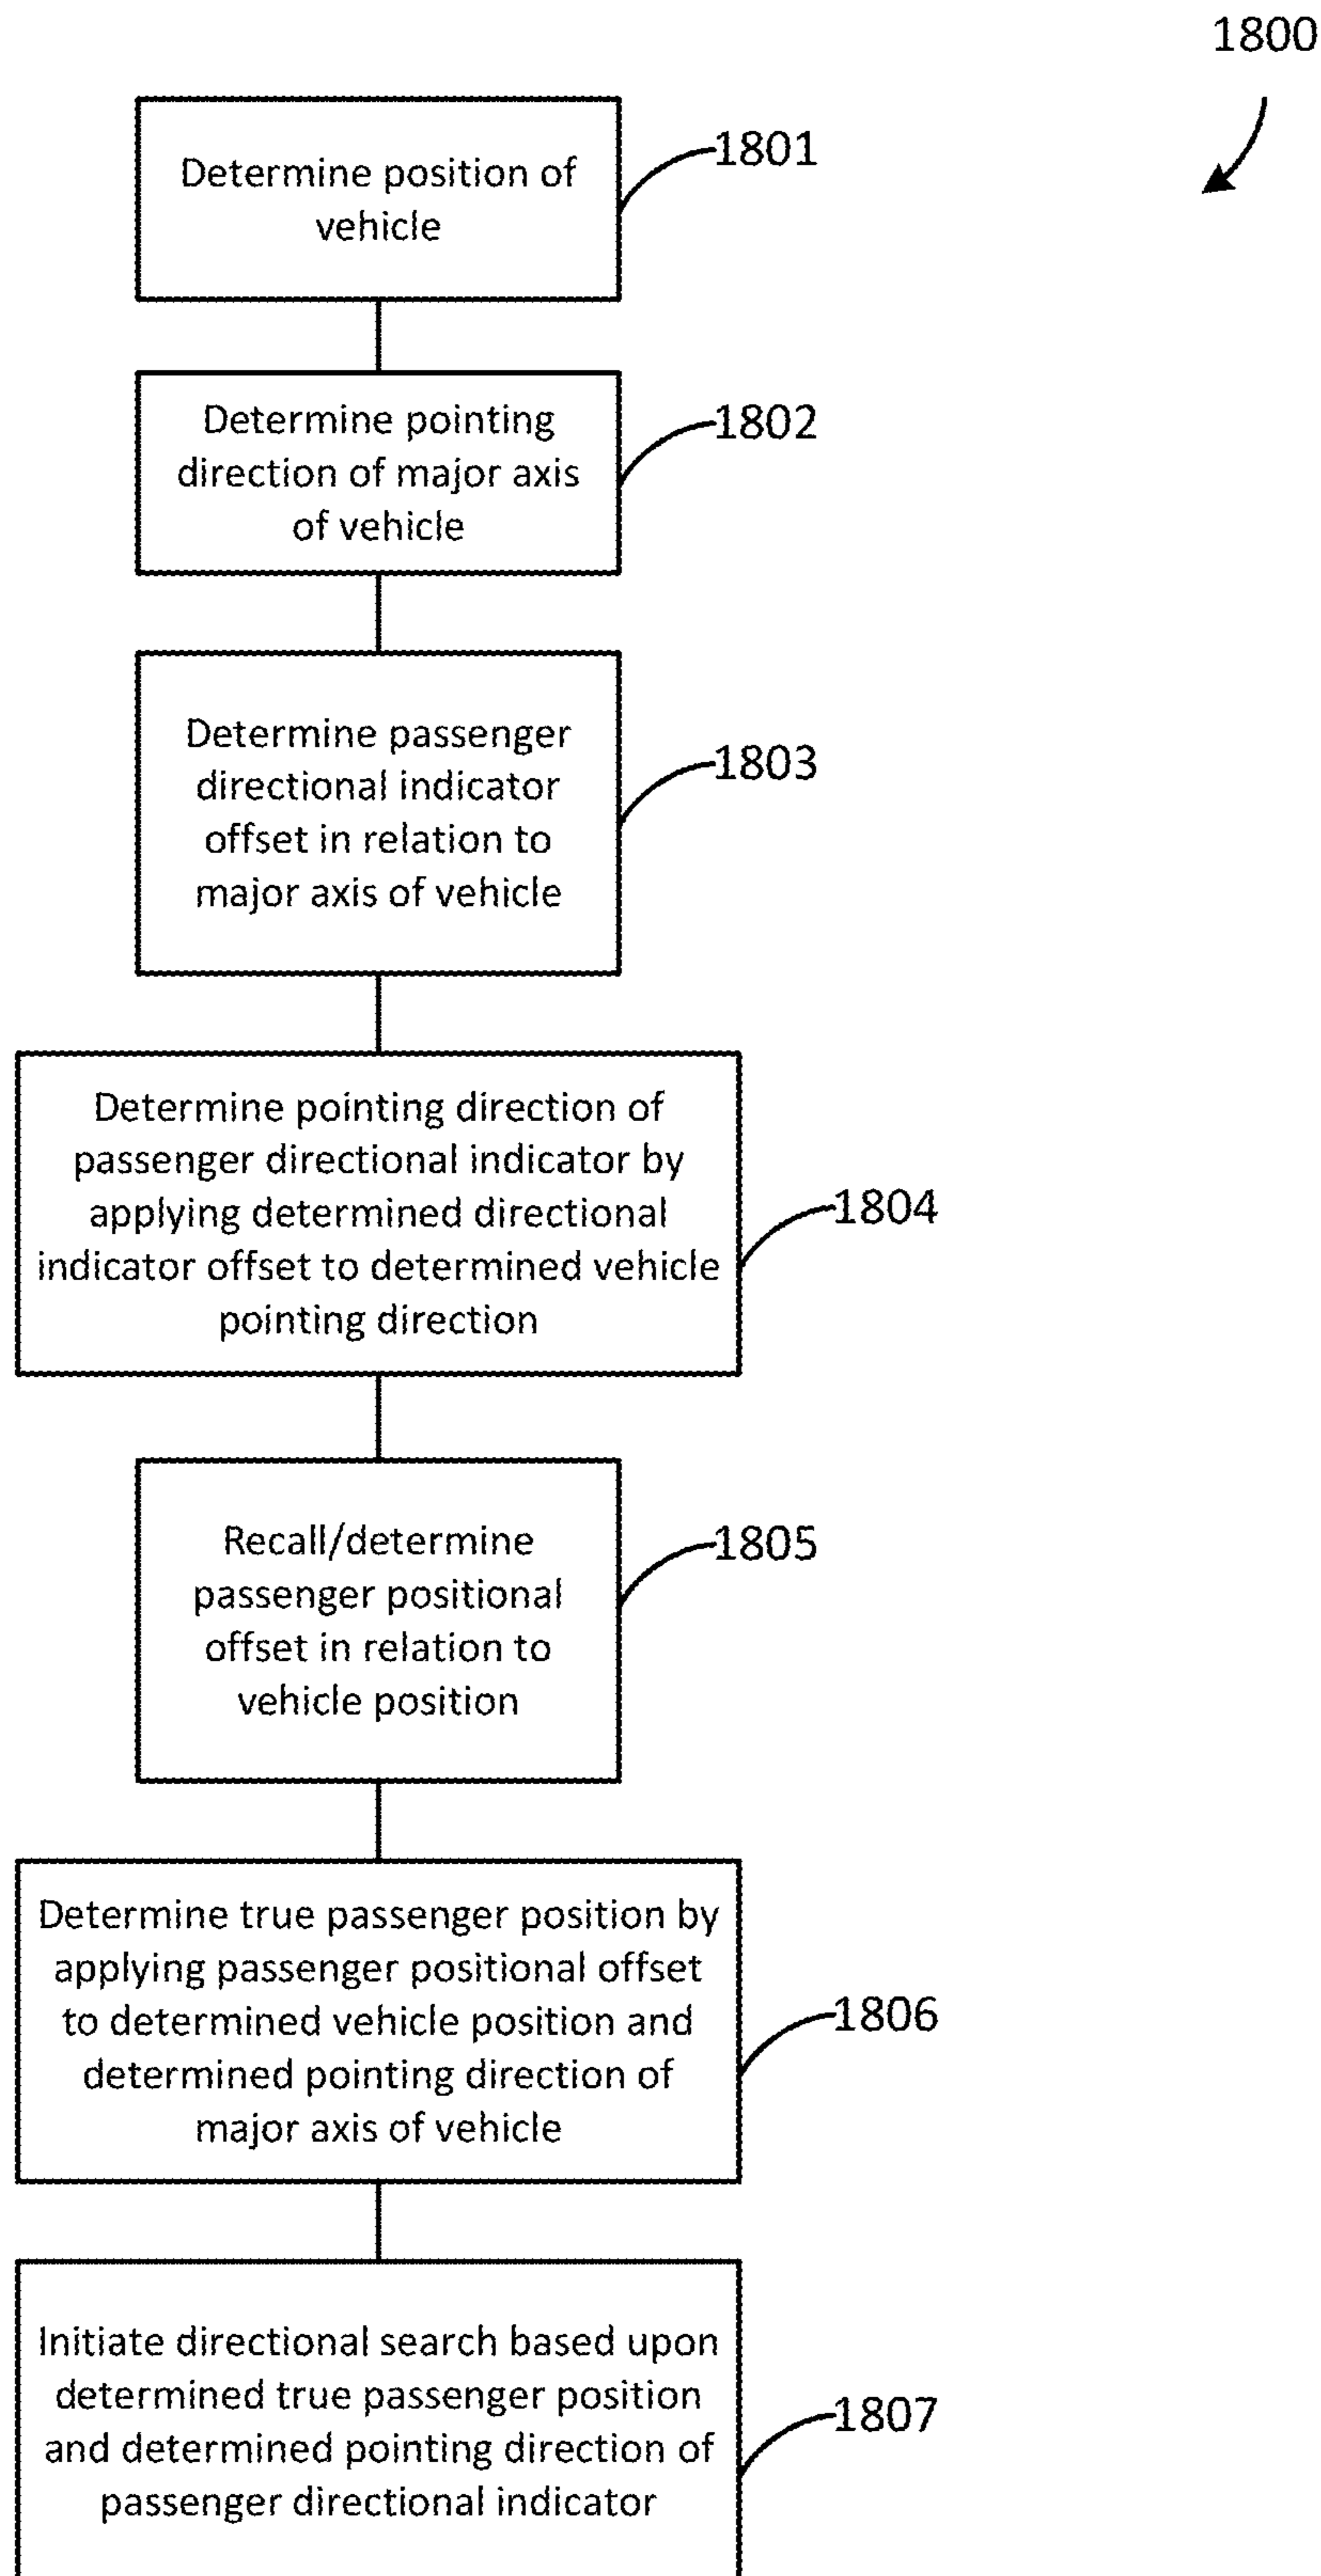 1800
Determine position of
vehicle
1801
Determine pointing
direction of major axis
of vehicle
1802
Determine passenger
directional indicator
offset in relation to
major axis of vehicle
1803
Determine pointing direction of
passenger directional indicator by
applying determined directional
indicator offset to determined vehicle
pointing direction
1804
Recall/determine
passenger positional
offset in relation to
vehicle position
1805
Determine true passenger position by
applying passenger positional offset
to determined vehicle position and
determined pointing direction of
major axis of vehicle
1806
Initiate directional search based upon
determined true passenger position
and determined pointing direction of
passenger directional indicator
1807